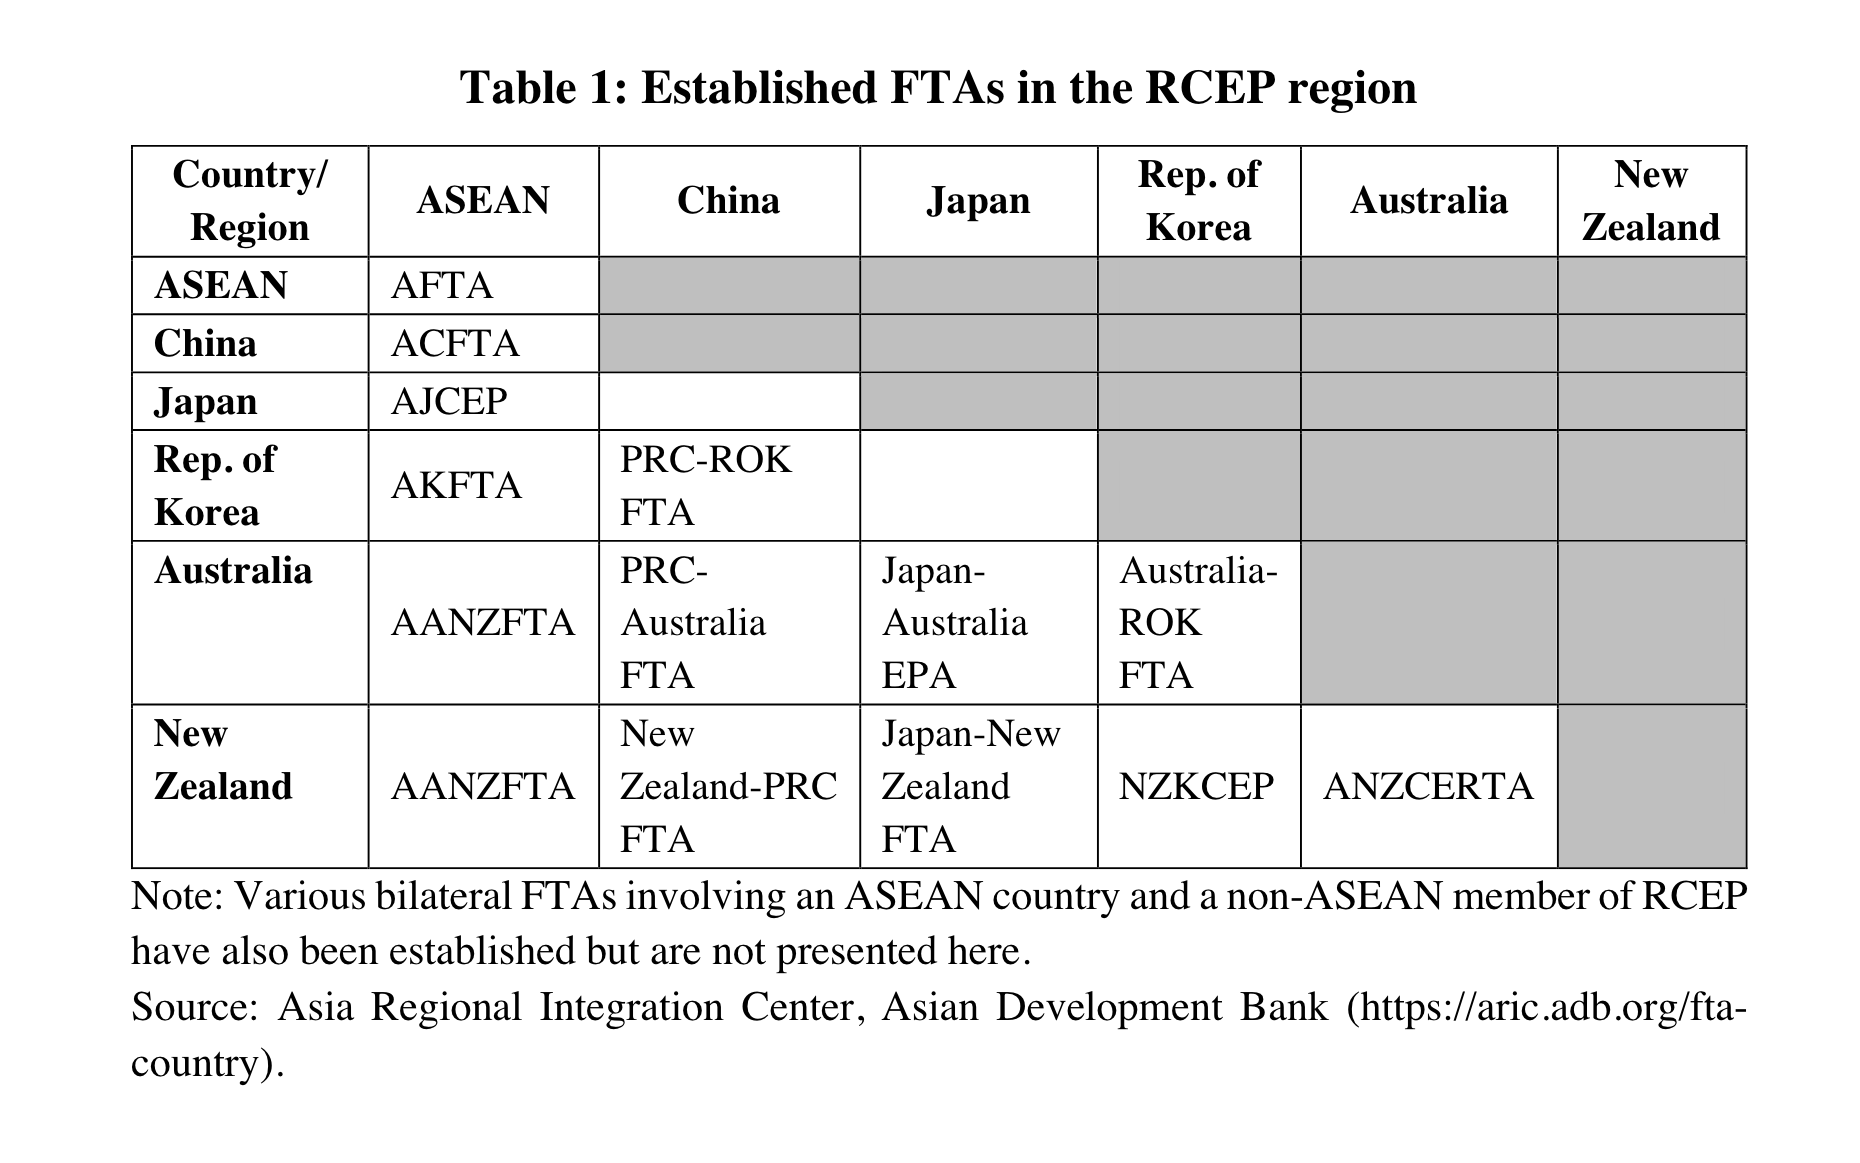 Table 1: Established FTAs in the RCEP region
Country/
Region
ASEAN
China
Japan
Rep. of
Korea
Australia
New
Zealand
ASEAN
AFTA
China
ACFTA
Japan
AJCEP
Rep. of
Korea
AKFTA
PRC-ROK
FTA
Australia
AANZFTA
PRC-
Australia
FTA
Japan-
Australia
EPA
Australia-
ROK
FTA
New
Zealand
AANZFTA
New
Zealand-PRC
FTA
Japan-New
Zealand
FTA
NZKCEP
ANZCERTA
Note: Various bilateral FTAs involving an ASEAN country and a non-ASEAN member of RCEP
have also been established but are not presented here.
Source: Asia Regional Integration Center, Asian Development Bank (https://aric.adb.org/fta-
country).